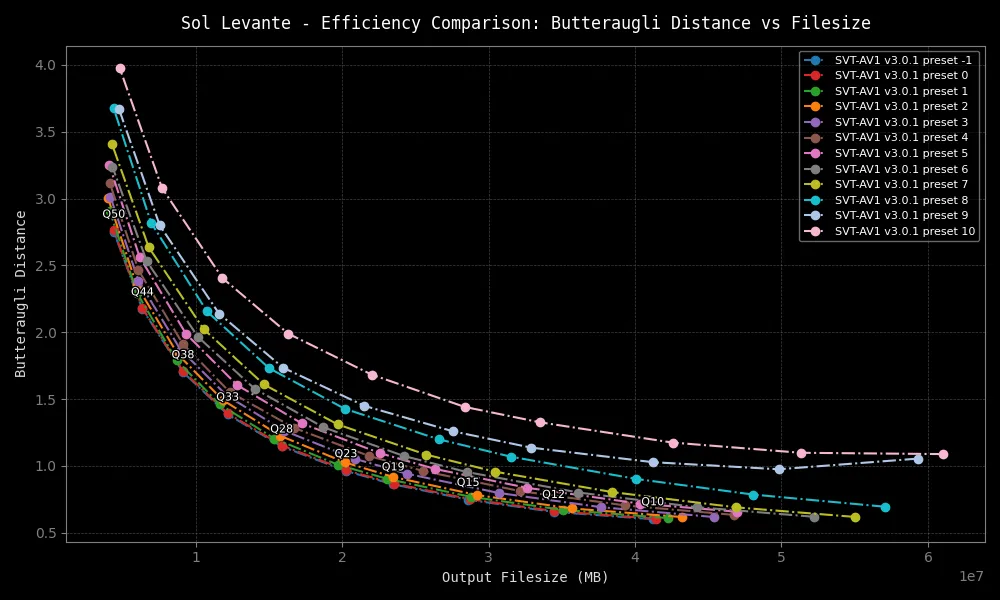 Sol Levante - Efficiency Comparison: Butteraugli Distance vs Filesize
SVT-AV1 v3.0.1 preset -1
SVT-AV1 v3.0.1 preset 0
SVT-AV1 v3.0.1 preset 1
SVT-AV1 v3.0.1 preset 2
SVT-AV1 v3.0.1 preset 3
SVT-AV1 v3.0.1 preset 4
SVT-AV1 v3.0.1 preset 5
SVT-AV1 v3.0.1 preset 6
SVT-AV1 v3.0.1 preset 7
SVT-AV1 v3.0.1 preset 8
SVT-AV1 v3.0.1 preset 9
SVT-AV1 v3.0.1 preset 10
Butteraugli Distance
4.0
3.5
3.0
2.5
2.0
1.5
1.0
0.5
Q50
Q44
Q38
Q33
Q28
Q23
Q19
Q15
Q12
Q10
1 2 3 4 5 6
1e7
Output Filesize (MB)